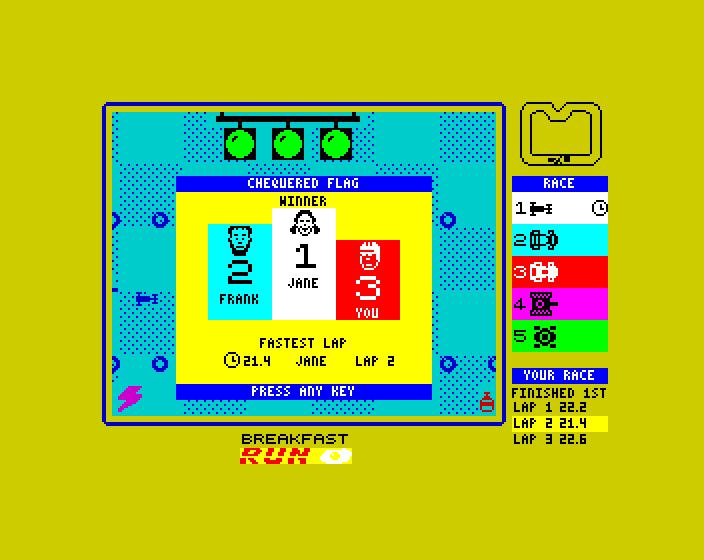 CHEQUERED FLAG
WINNER
1
JANE
2
FRANK
3
YOU
FASTEST LAP
21.4 JANE LAP 2
PRESS ANY KEY
RACE
1
2
3
4
5
YOUR RACE
FINISHED 1ST
LAP 1 22.2
LAP 2 21.4
LAP 3 22.6
BREAKFAST
RUN